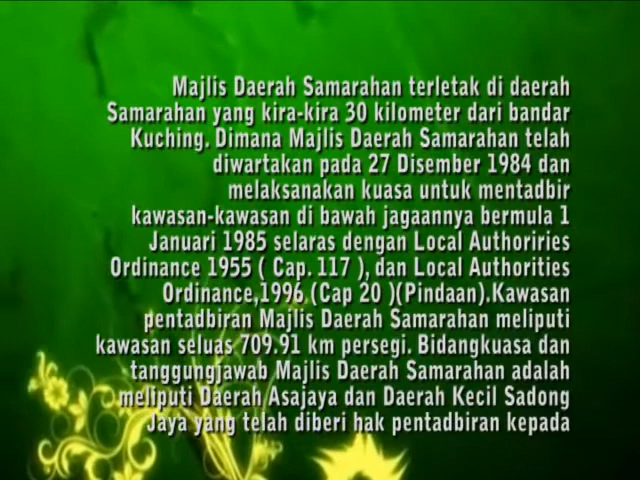 Majlis Daerah Samarahan terletak di daerah
Samarahan yang kira-kira 30 kilometer dari bandar
Kuching. Dimana Majlis Daerah Samarahan telah
diwartakan pada 27 Disember 1984 dan
melaksanakan kuasa untuk mentadbir
kawasan-kawasan di bawah jagaannya bermula 1
Januari 1985 selaras dengan Local Authoriries
Ordinance 1955 ( Cap. 117 ), dan Local Authorities
Ordinance,1996 (Cap 20 )(Pindaan).Kawasan
pentadbiran Majlis Daerah Samarahan meliputi
kawasan seluas 709.91 km persegi. Bidangkuasa dan
tanggungjawab Majlis Daerah Samarahan adalah
meliputi Daerah Asajaya dan Daerah Kecil Sadong
Jaya yang telah diberi hak pentadbiran kepada